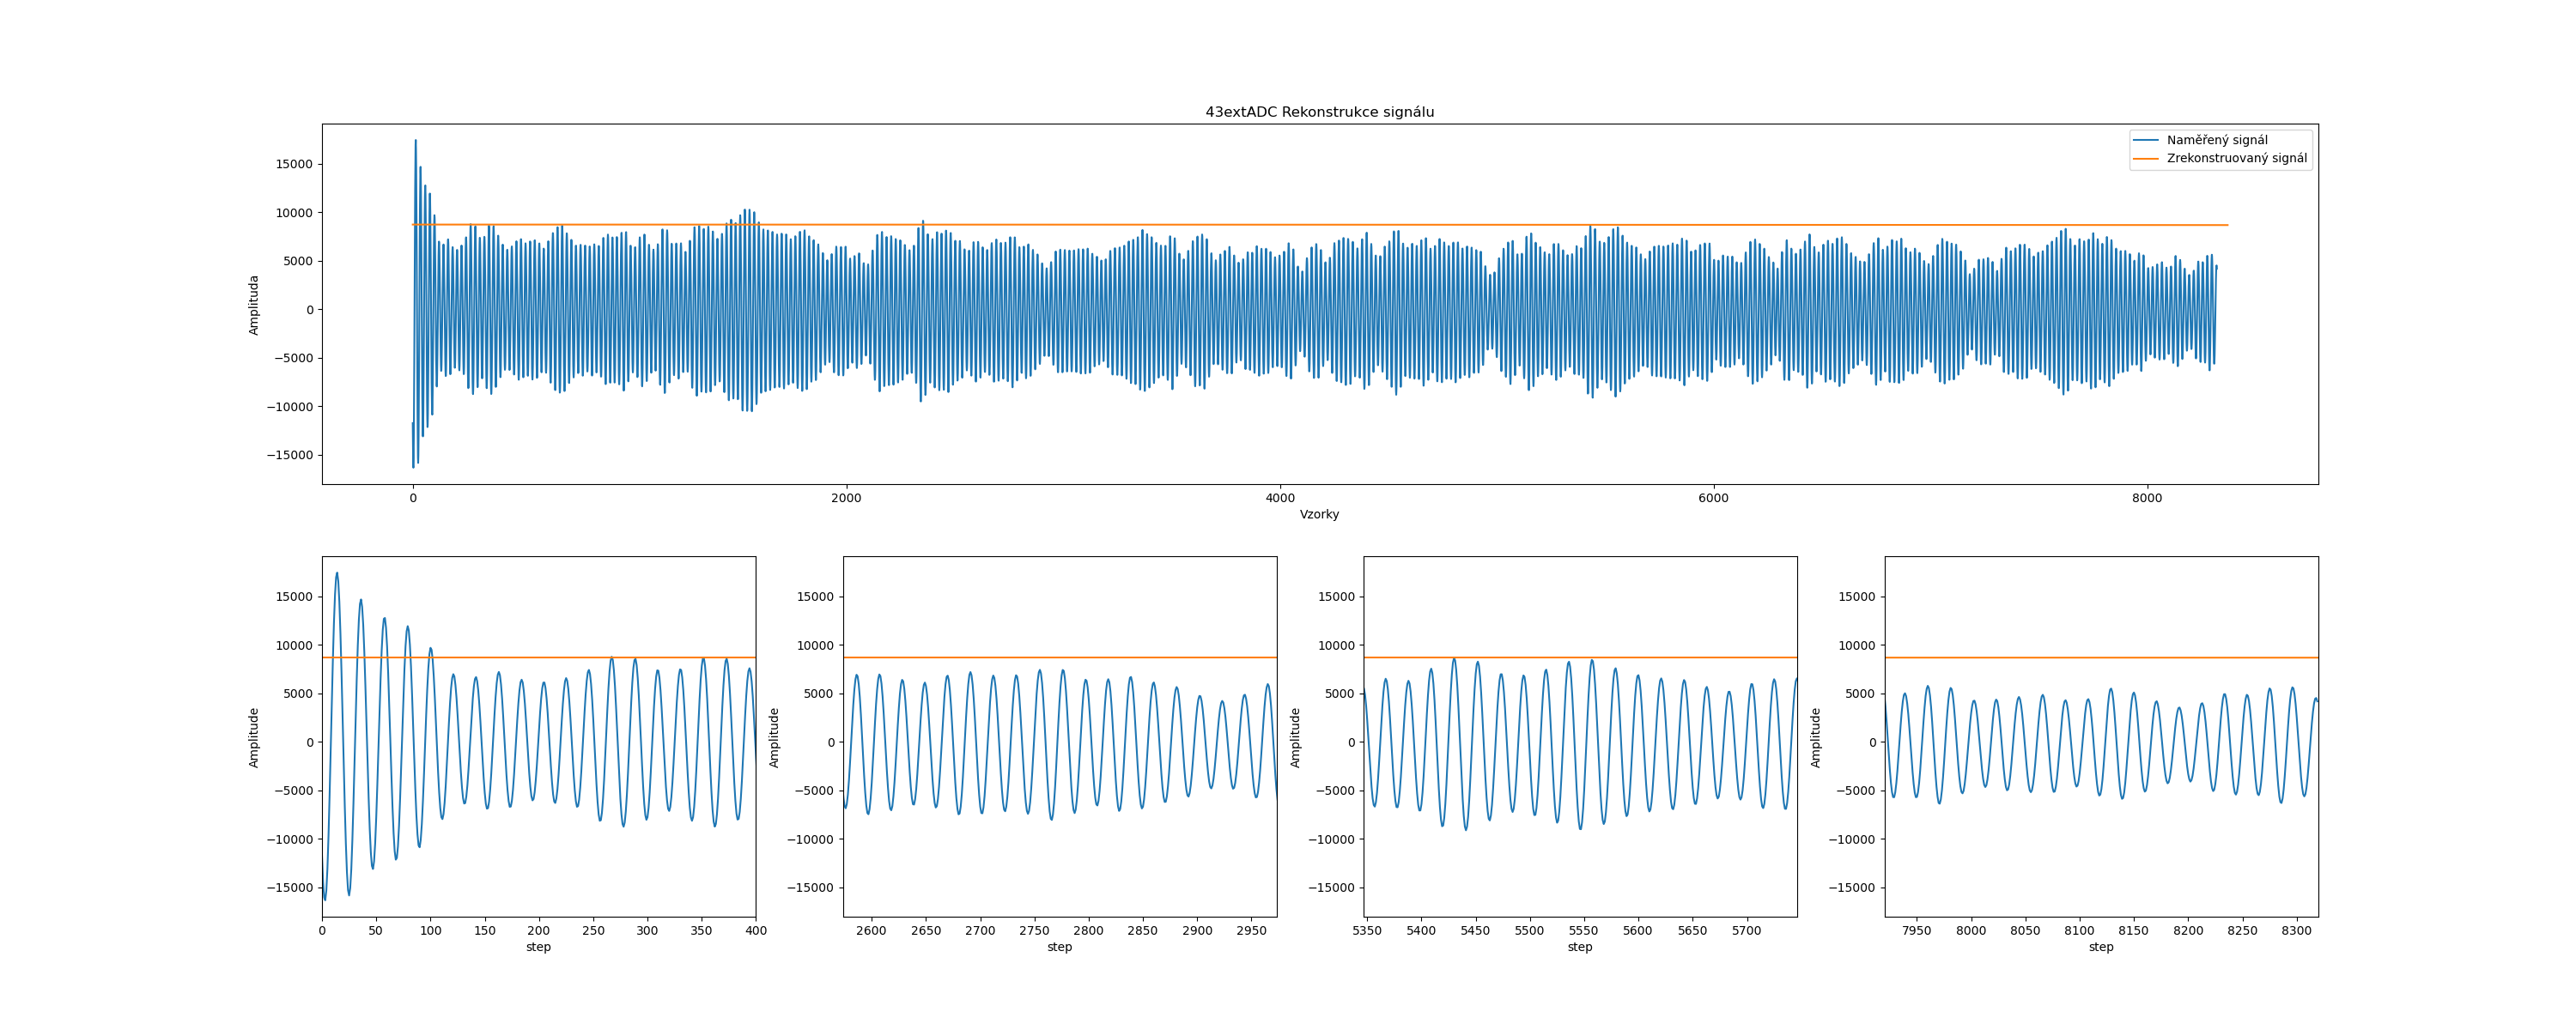 43extADC Rekonstrukce signálu
Naměřený signál
Zrekonstruovaný signál
15000
10000
5000
0
−5000
−10000
−15000
Amplituda
0 2000 4000 6000 8000
Vzorky
15000
10000
5000
0
−5000
−10000
−15000
Amplitude
0 50 100 150 200 250 300 350 400
step
15000
10000
5000
0
−5000
−10000
−15000
Amplitude
2600 2650 2700 2750 2800 2850 2900 2950
step
15000
10000
5000
0
−5000
−10000
−15000
Amplitude
5350 5400 5450 5500 5550 5600 5650 5700
step
15000
10000
5000
0
−5000
−10000
−15000
Amplitude
7950 8000 8050 8100 8150 8200 8250 8300
step